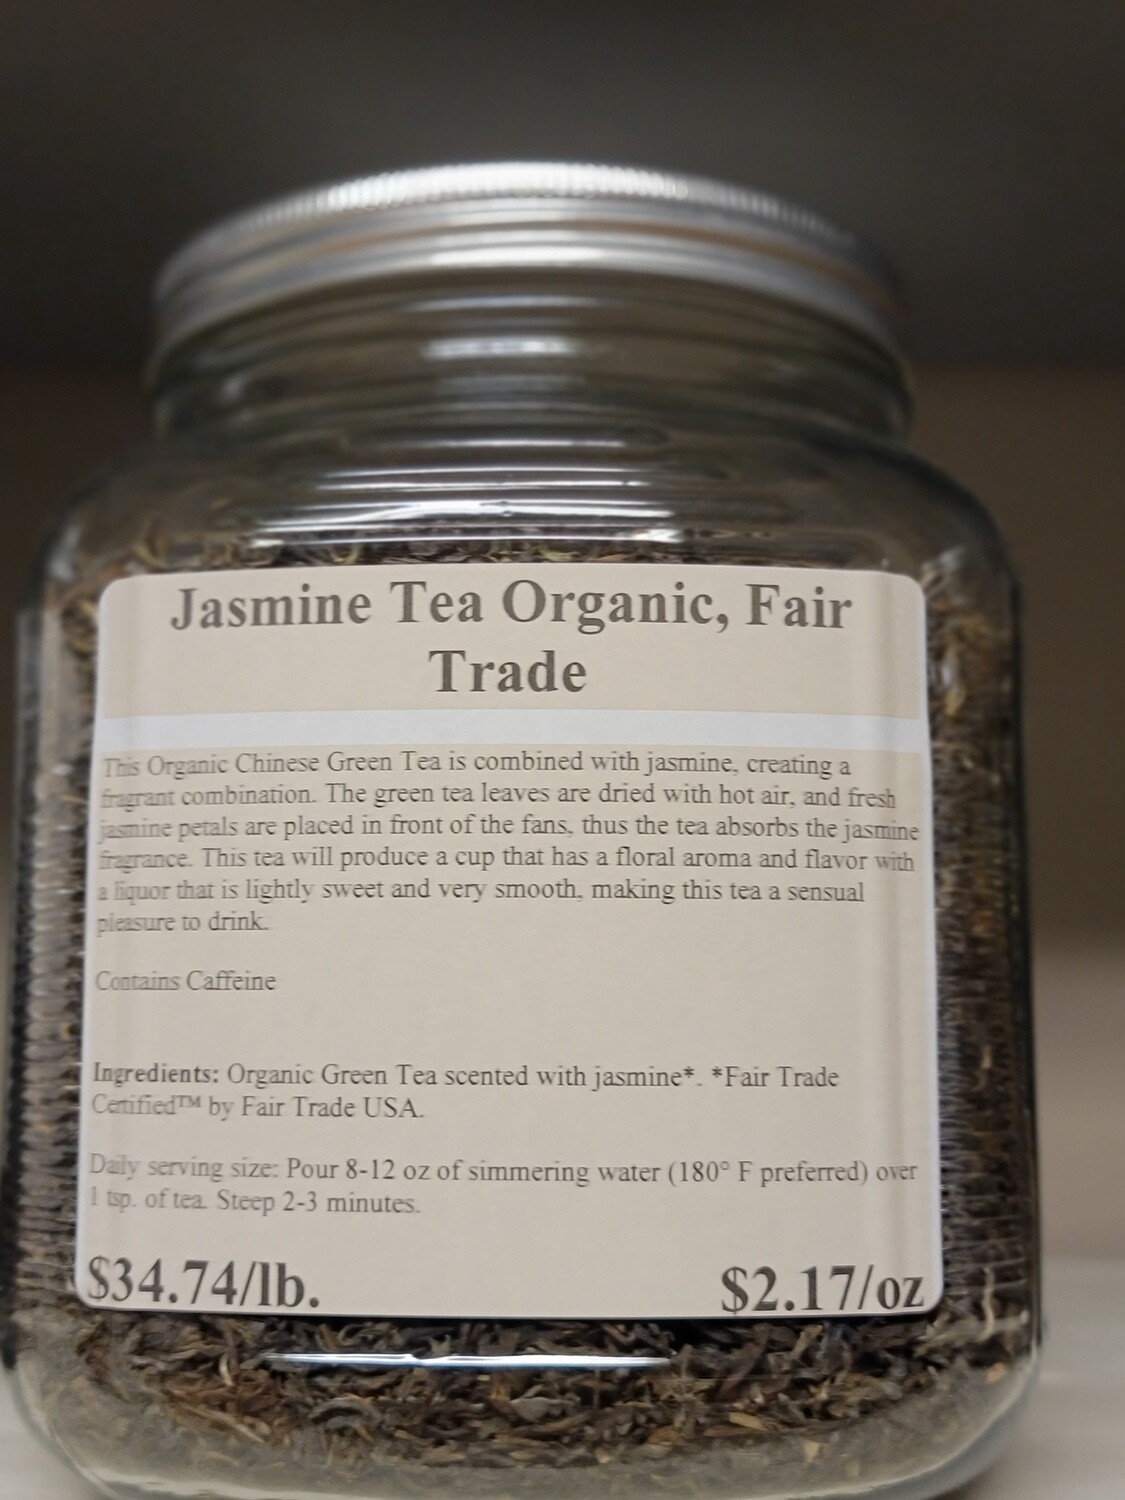 Jasmine Tea Organic, Fair
Trade
This Organic Chinese Green Tea is combined with jasmine, creating a
fragrant combination. The green tea leaves are dried with hot air, and fresh
jasmine petals are placed in front of the fans, thus the tea absorbs the jasmine
fragrance. This tea will produce a cup that has a floral aroma and flavor with
a liquor that is lightly sweet and very smooth, making this tea a sensual
pleasure to drink.
Contains Caffeine
Ingredients: Organic Green Tea scented with jasmine*. *Fair Trade
Certified™ by Fair Trade USA.
Daily serving size: Pour 8-12 oz of simmering water (180° F preferred) over
1 tsp. of tea. Steep 2-3 minutes.
$34.74/lb. $2.17/oz